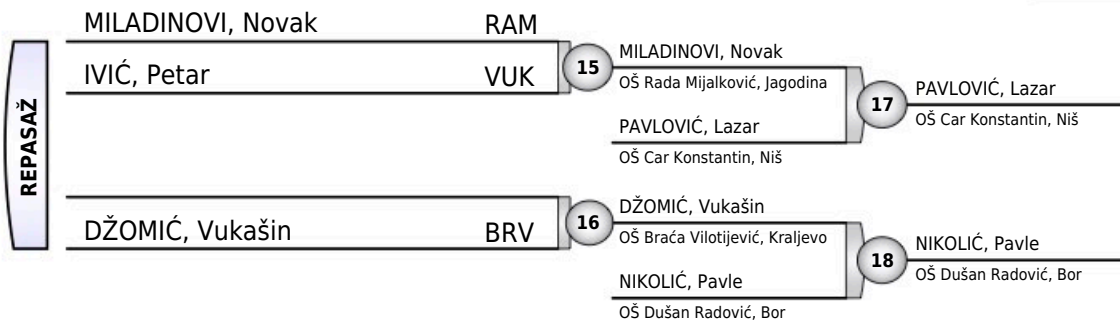 REPASAŽ
MILADINOVI, Novak RAM
IVIĆ, Petar VUK
15
MILADINOVI, Novak
OŠ Rada Mijalković, Jagodina
PAVLOVIĆ, Lazar
OŠ Car Konstantin, Niš
17
PAVLOVIĆ, Lazar
OŠ Car Konstantin, Niš
DŽOMIĆ, Vukašin BRV
16
DŽOMIĆ, Vukašin
OŠ Braća Vilotijević, Kraljevo
NIKOLIĆ, Pavle
OŠ Dušan Radović, Bor
18
NIKOLIĆ, Pavle
OŠ Dušan Radović, Bor